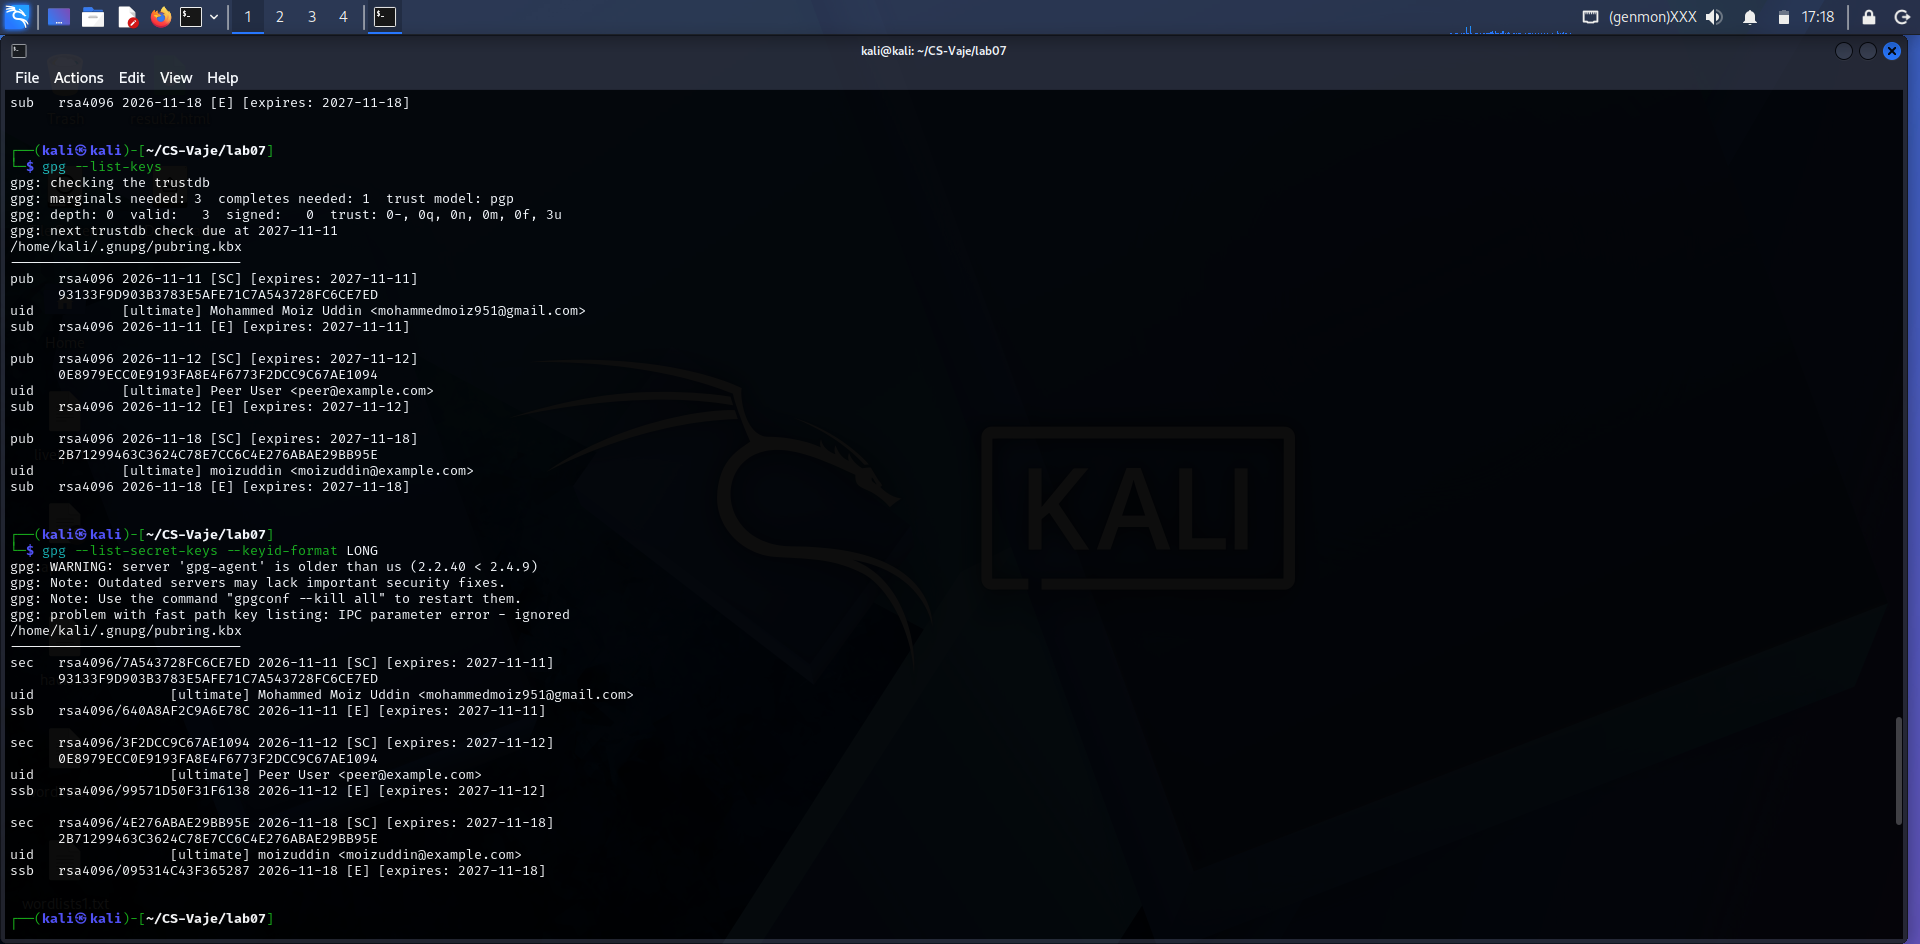 1 2 3 4 (genmon)XXX 17:18
kali@kali: ~/CS-Vaje/lab07
File Actions Edit View Help
sub   rsa4096 2026-11-18 [E] [expires: 2027-11-18]
┌──(kali㉿kali)-[~/CS-Vaje/lab07]
└─$ gpg --list-keys
gpg: checking the trustdb
gpg: marginals needed: 3  completes needed: 1  trust model: pgp
gpg: depth: 0  valid:   3  signed:   0  trust: 0-, 0q, 0n, 0m, 0f, 3u
gpg: next trustdb check due at 2027-11-11
/home/kali/.gnupg/pubring.kbx
-----------------------------
pub   rsa4096 2026-11-11 [SC] [expires: 2027-11-11]
      93133F9D903B3783E5AFE71C7A543728FC6CE7ED
uid           [ultimate] Mohammed Moiz Uddin <mohammedmoiz951@gmail.com>
sub   rsa4096 2026-11-11 [E] [expires: 2027-11-11]
Home
pub   rsa4096 2026-11-12 [SC] [expires: 2027-11-12]
      0E8979ECC0E9193FA8E4F6773F2DCC9C67AE1094
uid           [ultimate] Peer User <peer@example.com>
sub   rsa4096 2026-11-12 [E] [expires: 2027-11-12]
pub   rsa4096 2026-11-18 [SC] [expires: 2027-11-18]
      2B71299463C3624C78E7CC6C4E276ABAE29BB95E
uid           [ultimate] moizuddin <moizuddin@example.com>
sub   rsa4096 2026-11-18 [E] [expires: 2027-11-18]
KALI
┌──(kali㉿kali)-[~/CS-Vaje/lab07]
└─$ gpg --list-secret-keys --keyid-format LONG
gpg: WARNING: server 'gpg-agent' is older than us (2.2.40 < 2.4.9)
gpg: Note: Outdated servers may lack important security fixes.
gpg: Note: Use the command "gpgconf --kill all" to restart them.
gpg: problem with fast path key listing: IPC parameter error - ignored
/home/kali/.gnupg/pubring.kbx
-----------------------------
sec   rsa4096/7A543728FC6CE7ED 2026-11-11 [SC] [expires: 2027-11-11]
      93133F9D903B3783E5AFE71C7A543728FC6CE7ED
uid                 [ultimate] Mohammed Moiz Uddin <mohammedmoiz951@gmail.com>
ssb   rsa4096/640A8AF2C9A6E78C 2026-11-11 [E] [expires: 2027-11-11]
sec   rsa4096/3F2DCC9C67AE1094 2026-11-12 [SC] [expires: 2027-11-12]
      0E8979ECC0E9193FA8E4F6773F2DCC9C67AE1094
uid                 [ultimate] Peer User <peer@example.com>
ssb   rsa4096/99571D50F31F6138 2026-11-12 [E] [expires: 2027-11-12]
sec   rsa4096/4E276ABAE29BB95E 2026-11-18 [SC] [expires: 2027-11-18]
      2B71299463C3624C78E7CC6C4E276ABAE29BB95E
uid                 [ultimate] moizuddin <moizuddin@example.com>
ssb   rsa4096/095314C43F365287 2026-11-18 [E] [expires: 2027-11-18]
wordlists1.txt
┌──(kali㉿kali)-[~/CS-Vaje/lab07]